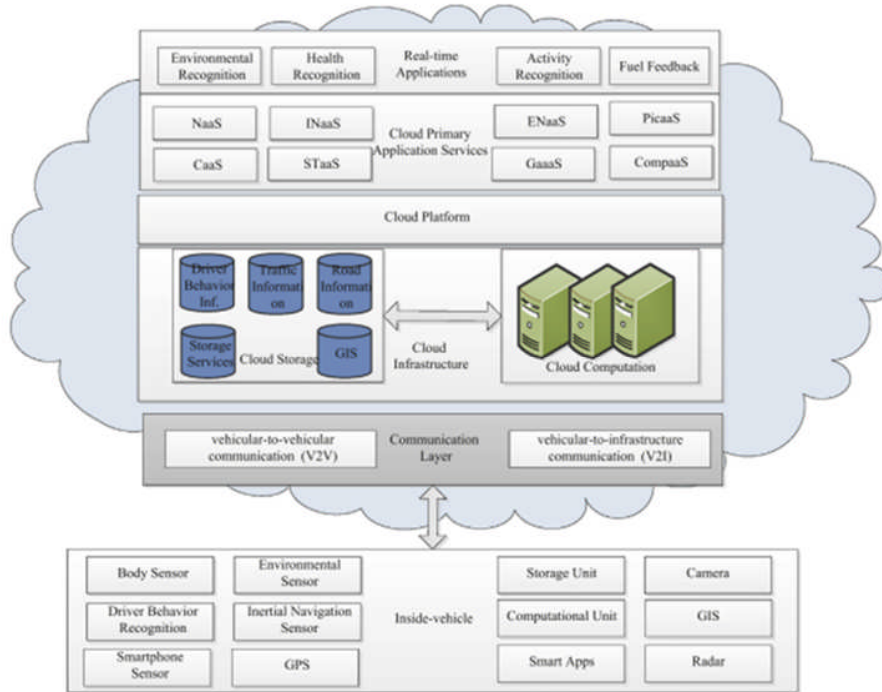 Environmental
Recognition
Health
Recognition
Real-time
Applications
Activity
Recognition
Fuel Feedback
NaaS
INaaS
Cloud Primary
Application Services
ENaaS
PicaaS
CaaS
STaaS
GaaaS
CompaaS
Cloud Platform
Driver
Behavior
Inf.
Traffic
Informati
on
Road
Informati
on
Storage
Services
Cloud Storage
GIS
Cloud
Infrastructure
Cloud Computation
vehicular-to-vehicular
communication (V2V)
Communication
Layer
vehicular-to-infrastructure
communication (V2I)
Body Sensor
Environmental
Sensor
Storage Unit
Camera
Driver Behavior
Recognition
Inertial Navigation
Sensor
Inside-vehicle
Computational Unit
GIS
Smartphone
Sensor
GPS
Smart Apps
Radar